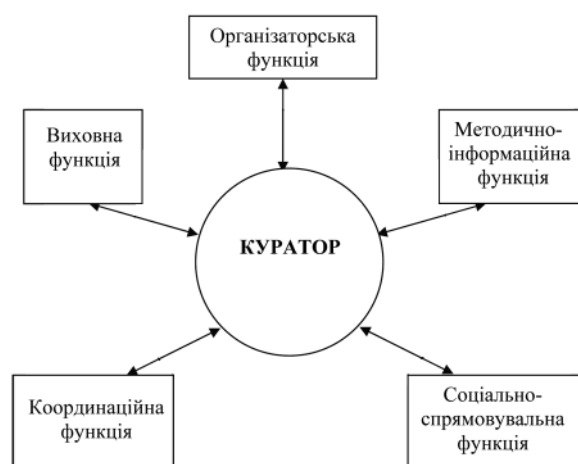 Організаторська
функція
Виховна
функція
Методично-
інформаційна
функція
КУРАТОР
Координаційна
функція
Соціально-
спрямовувальна
функція